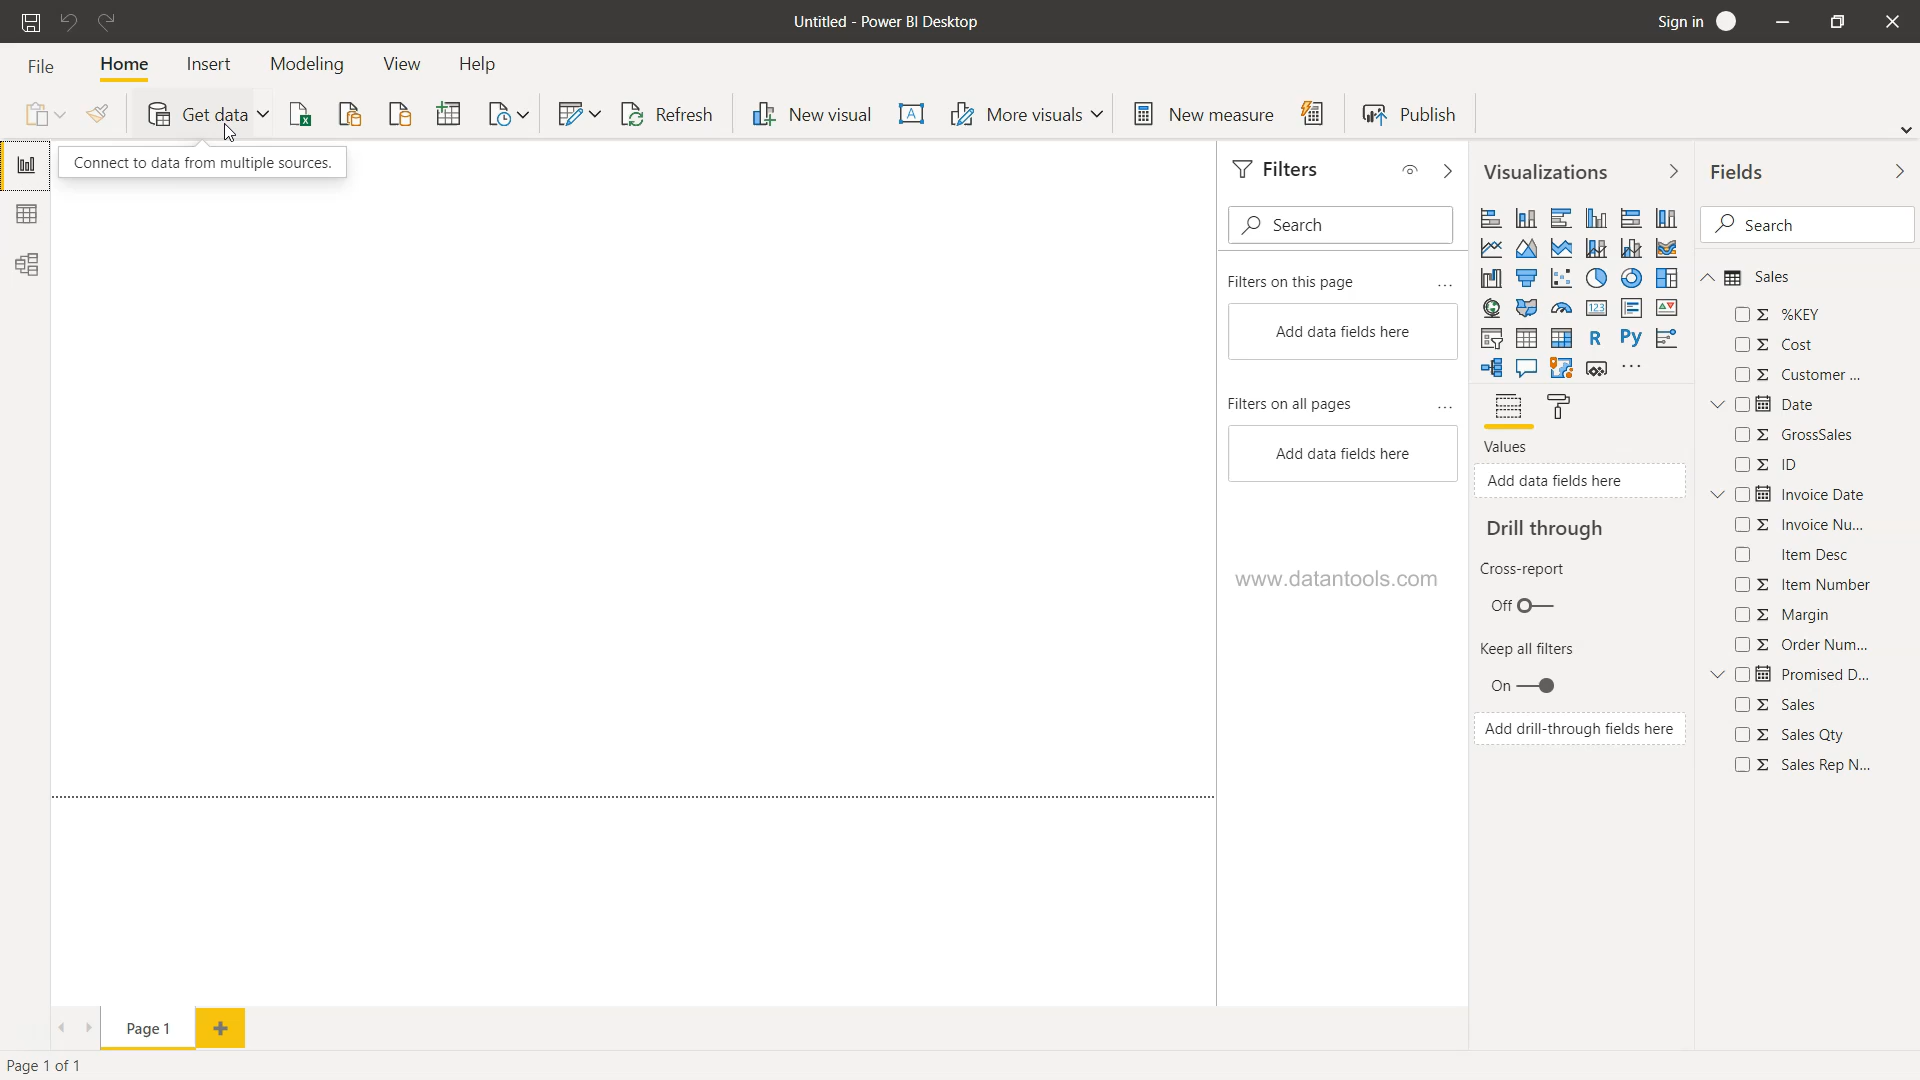 Untitled - Power BI Desktop
Sign in
File
Home
Insert
Modeling
View
Help
Get data
Refresh
New visual
More visuals
New measure
Publish
Connect to data from multiple sources.
Filters
Search
Filters on this page
...
Add data fields here
Filters on all pages
...
Add data fields here
www.datantools.com
Visualizations
123
R
Py
...
Values
Add data fields here
Drill through
Cross-report
Off
Keep all filters
On
Add drill-through fields here
Fields
Search
Sales
Σ %KEY
Σ Cost
Σ Customer ...
Date
Σ GrossSales
Σ ID
Invoice Date
Σ Invoice Nu...
Item Desc
Σ Item Number
Σ Margin
Σ Order Num...
Promised D...
Σ Sales
Σ Sales Qty
Σ Sales Rep N...
Page 1
Page 1 of 1